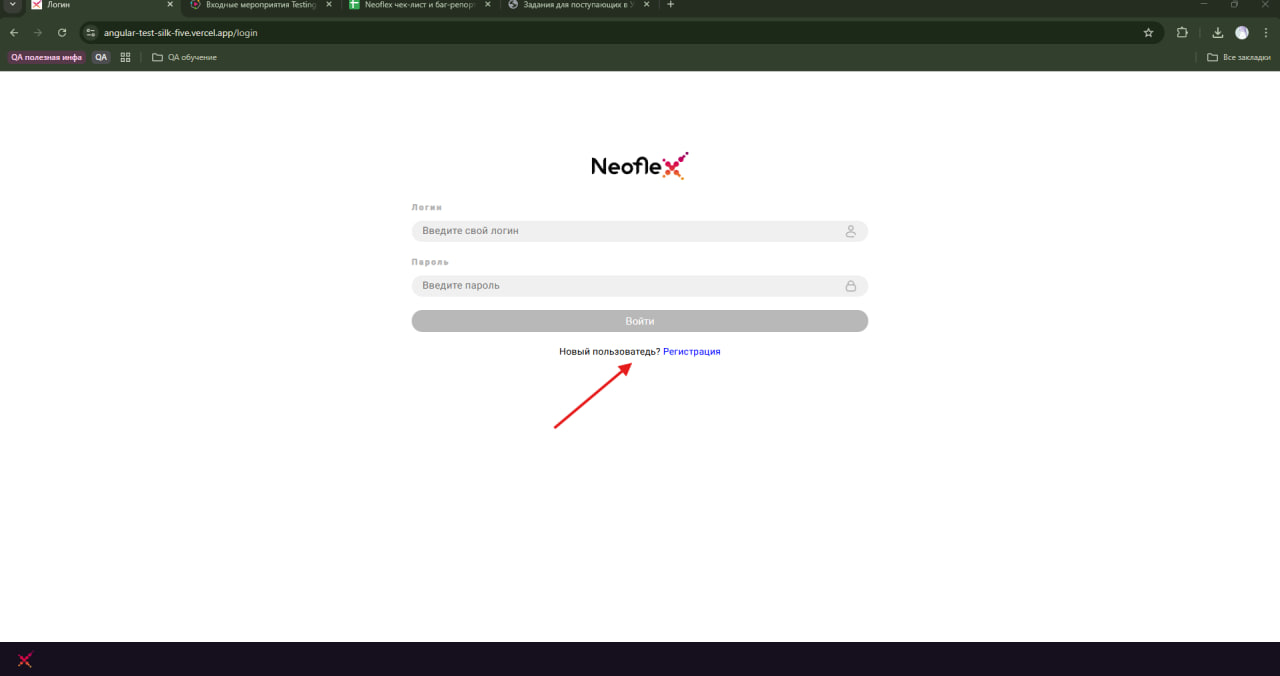 Логин
Входные мероприятия Testing
Neoflex чек-лист и баг-репорт
Задания для поступающих в У
angular-test-silk-five.vercel.app/login
QA полезная инфа
QA
QA обучение
Все закладки
Neoflex
Логин
Введите свой логин
Пароль
Введите пароль
Войти
Новый пользоватедь? Регистрация